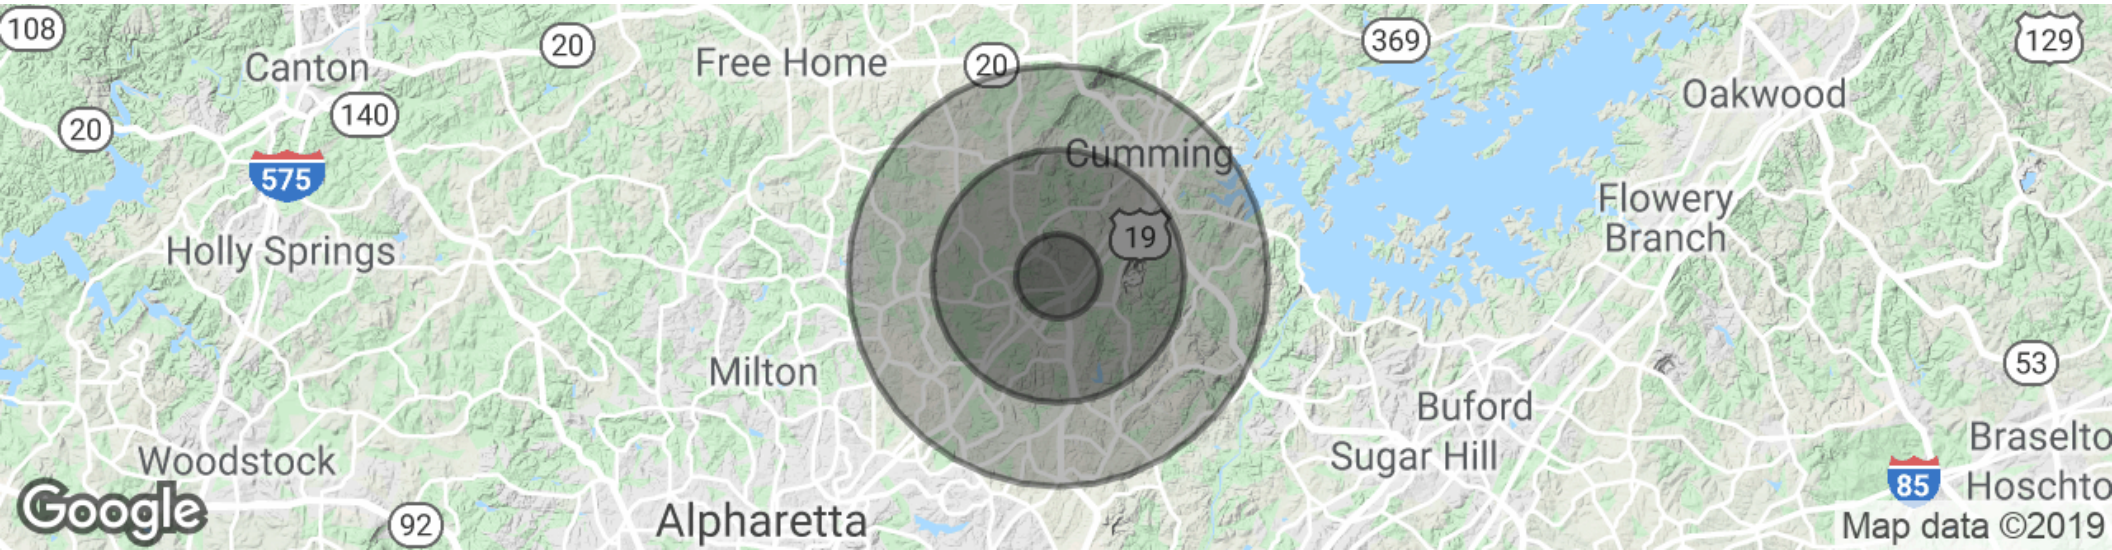 108
20
Free Home
20
369
129
Canton
Oakwood
140
20
Cumming
575
Flowery
Branch
19
Holly Springs
Milton
53
Buford
Braselto
Woodstock
Sugar Hill
85
Hoschto
Google
92
Alpharetta
Map data ©2019